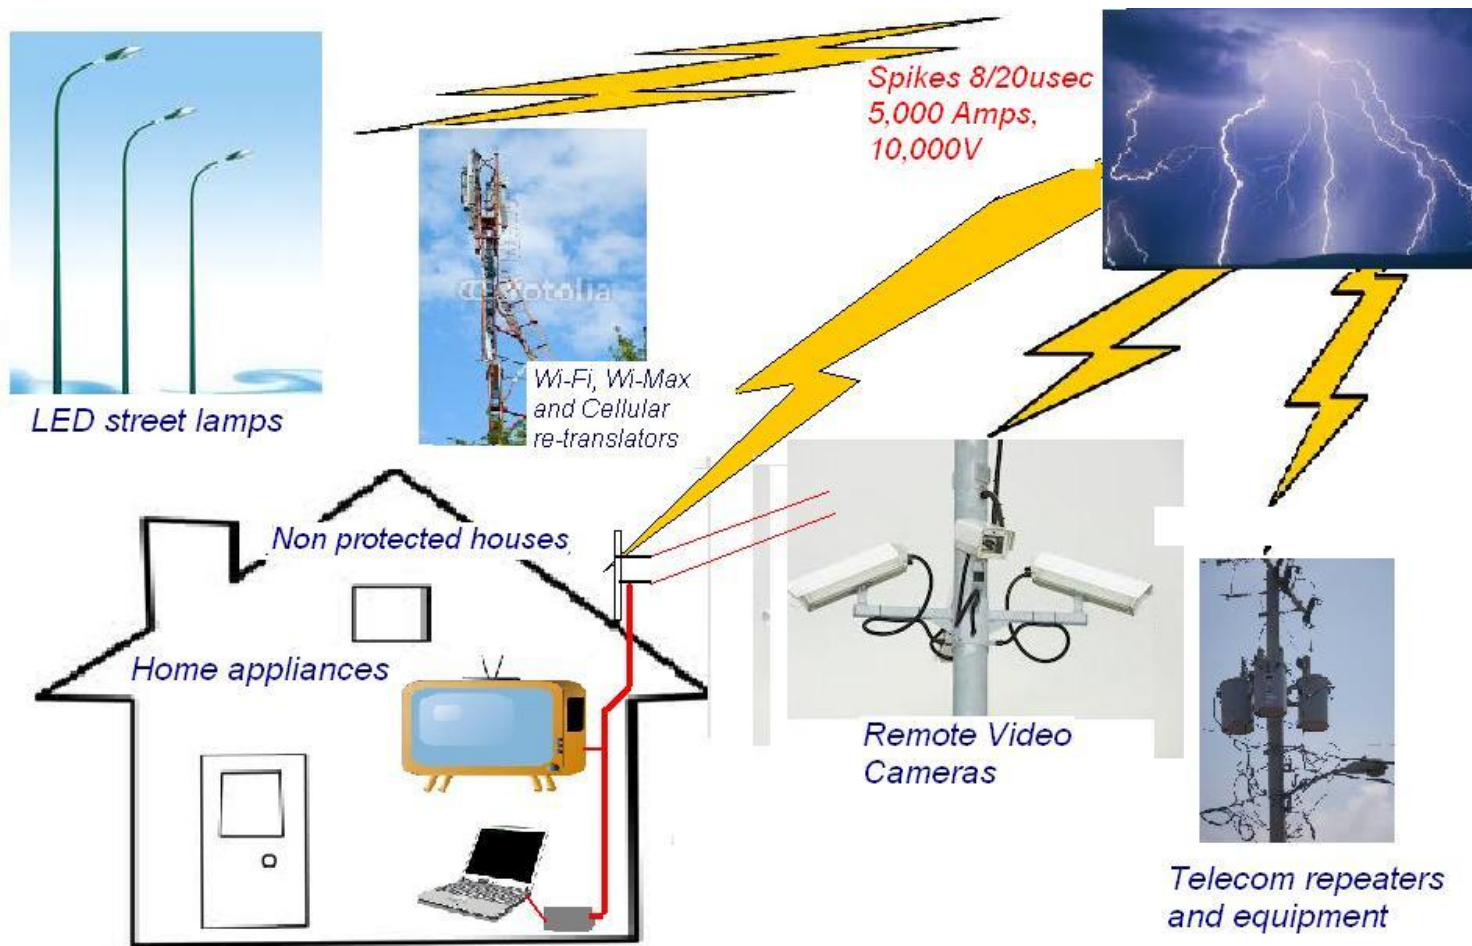 Spikes 8/20usec
5,000 Amps,
10,000V
LED street lamps
Wi-Fi, Wi-Max
and Cellular
re-translators
Non protected houses
Home appliances
Remote Video
Cameras
Telecom repeaters
and equipment